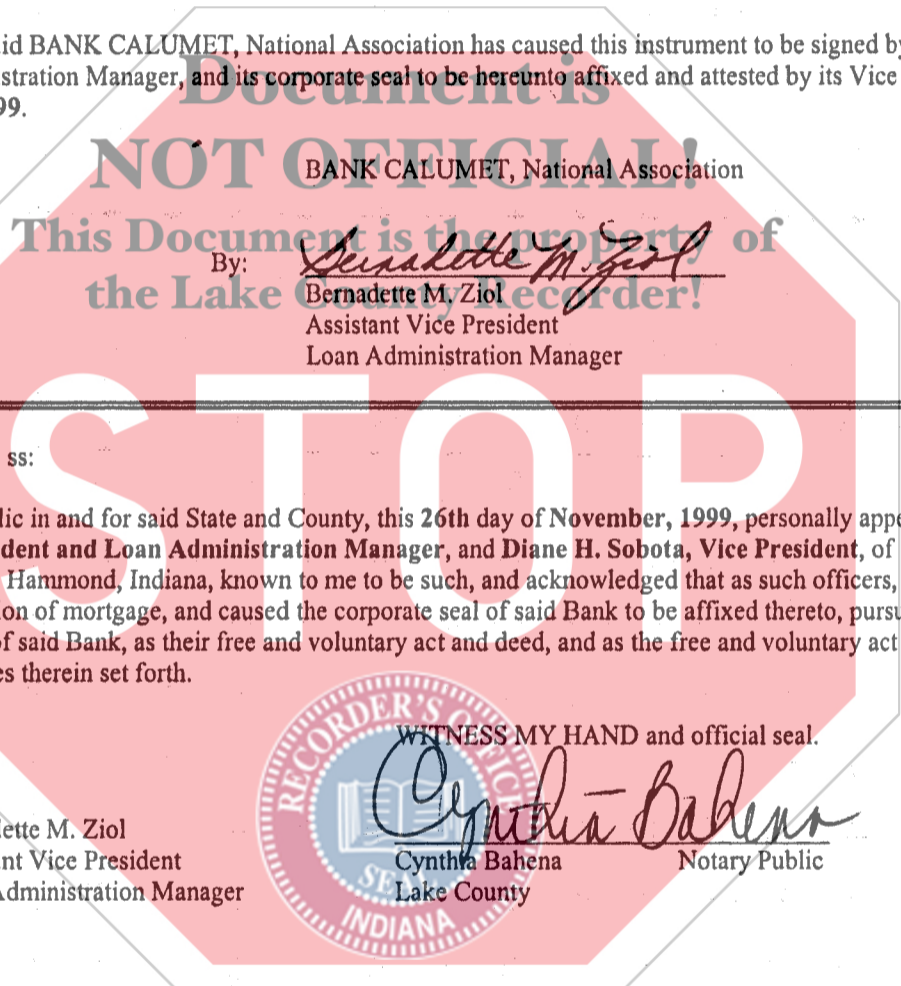 id BANK CALUMET, National Association has caused this instrument to be signed by
stration Manager, and its corporate seal to be hereunto affixed and attested by its Vice
99.
Document is
NOT OFFICIAL!
BANK CALUMET, National Association
This Document is the property of
the Lake County Recorder!
By: Bernadette M. Ziol
Bernadette M. Ziol
Assistant Vice President
Loan Administration Manager
STOP
ss:
lic in and for said State and County, this 26th day of November, 1999, personally appe
dent and Loan Administration Manager, and Diane H. Sobota, Vice President, of
Hammond, Indiana, known to me to be such, and acknowledged that as such officers,
ion of mortgage, and caused the corporate seal of said Bank to be affixed thereto, pursu
of said Bank, as their free and voluntary act and deed, and as the free and voluntary act
es therein set forth.
WITNESS MY HAND and official seal.
RECORDER'S OFFICE
SEAL
INDIANA
Cynthia Bahena
ette M. Ziol
Cynthia Bahena Notary Public
nt Vice President
Lake County
Administration Manager